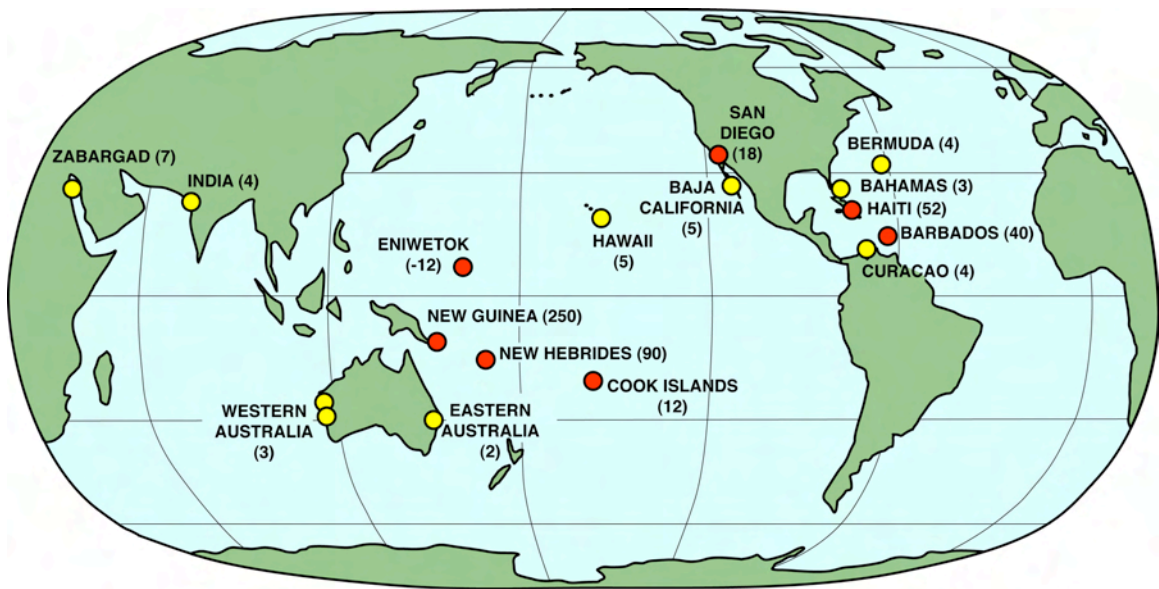 SAN
DIEGO
(18)
BERMUDA (4)
ZABARGAD (7)
INDIA (4)
BAJA
CALIFORNIA
(5)
BAHAMAS (3)
HAITI (52)
BARBADOS (40)
HAWAII
(5)
ENIWETOK
(-12)
CURACAO (4)
NEW GUINEA (250)
NEW HEBRIDES (90)
COOK ISLANDS
(12)
WESTERN
AUSTRALIA
(3)
EASTERN
AUSTRALIA
(2)